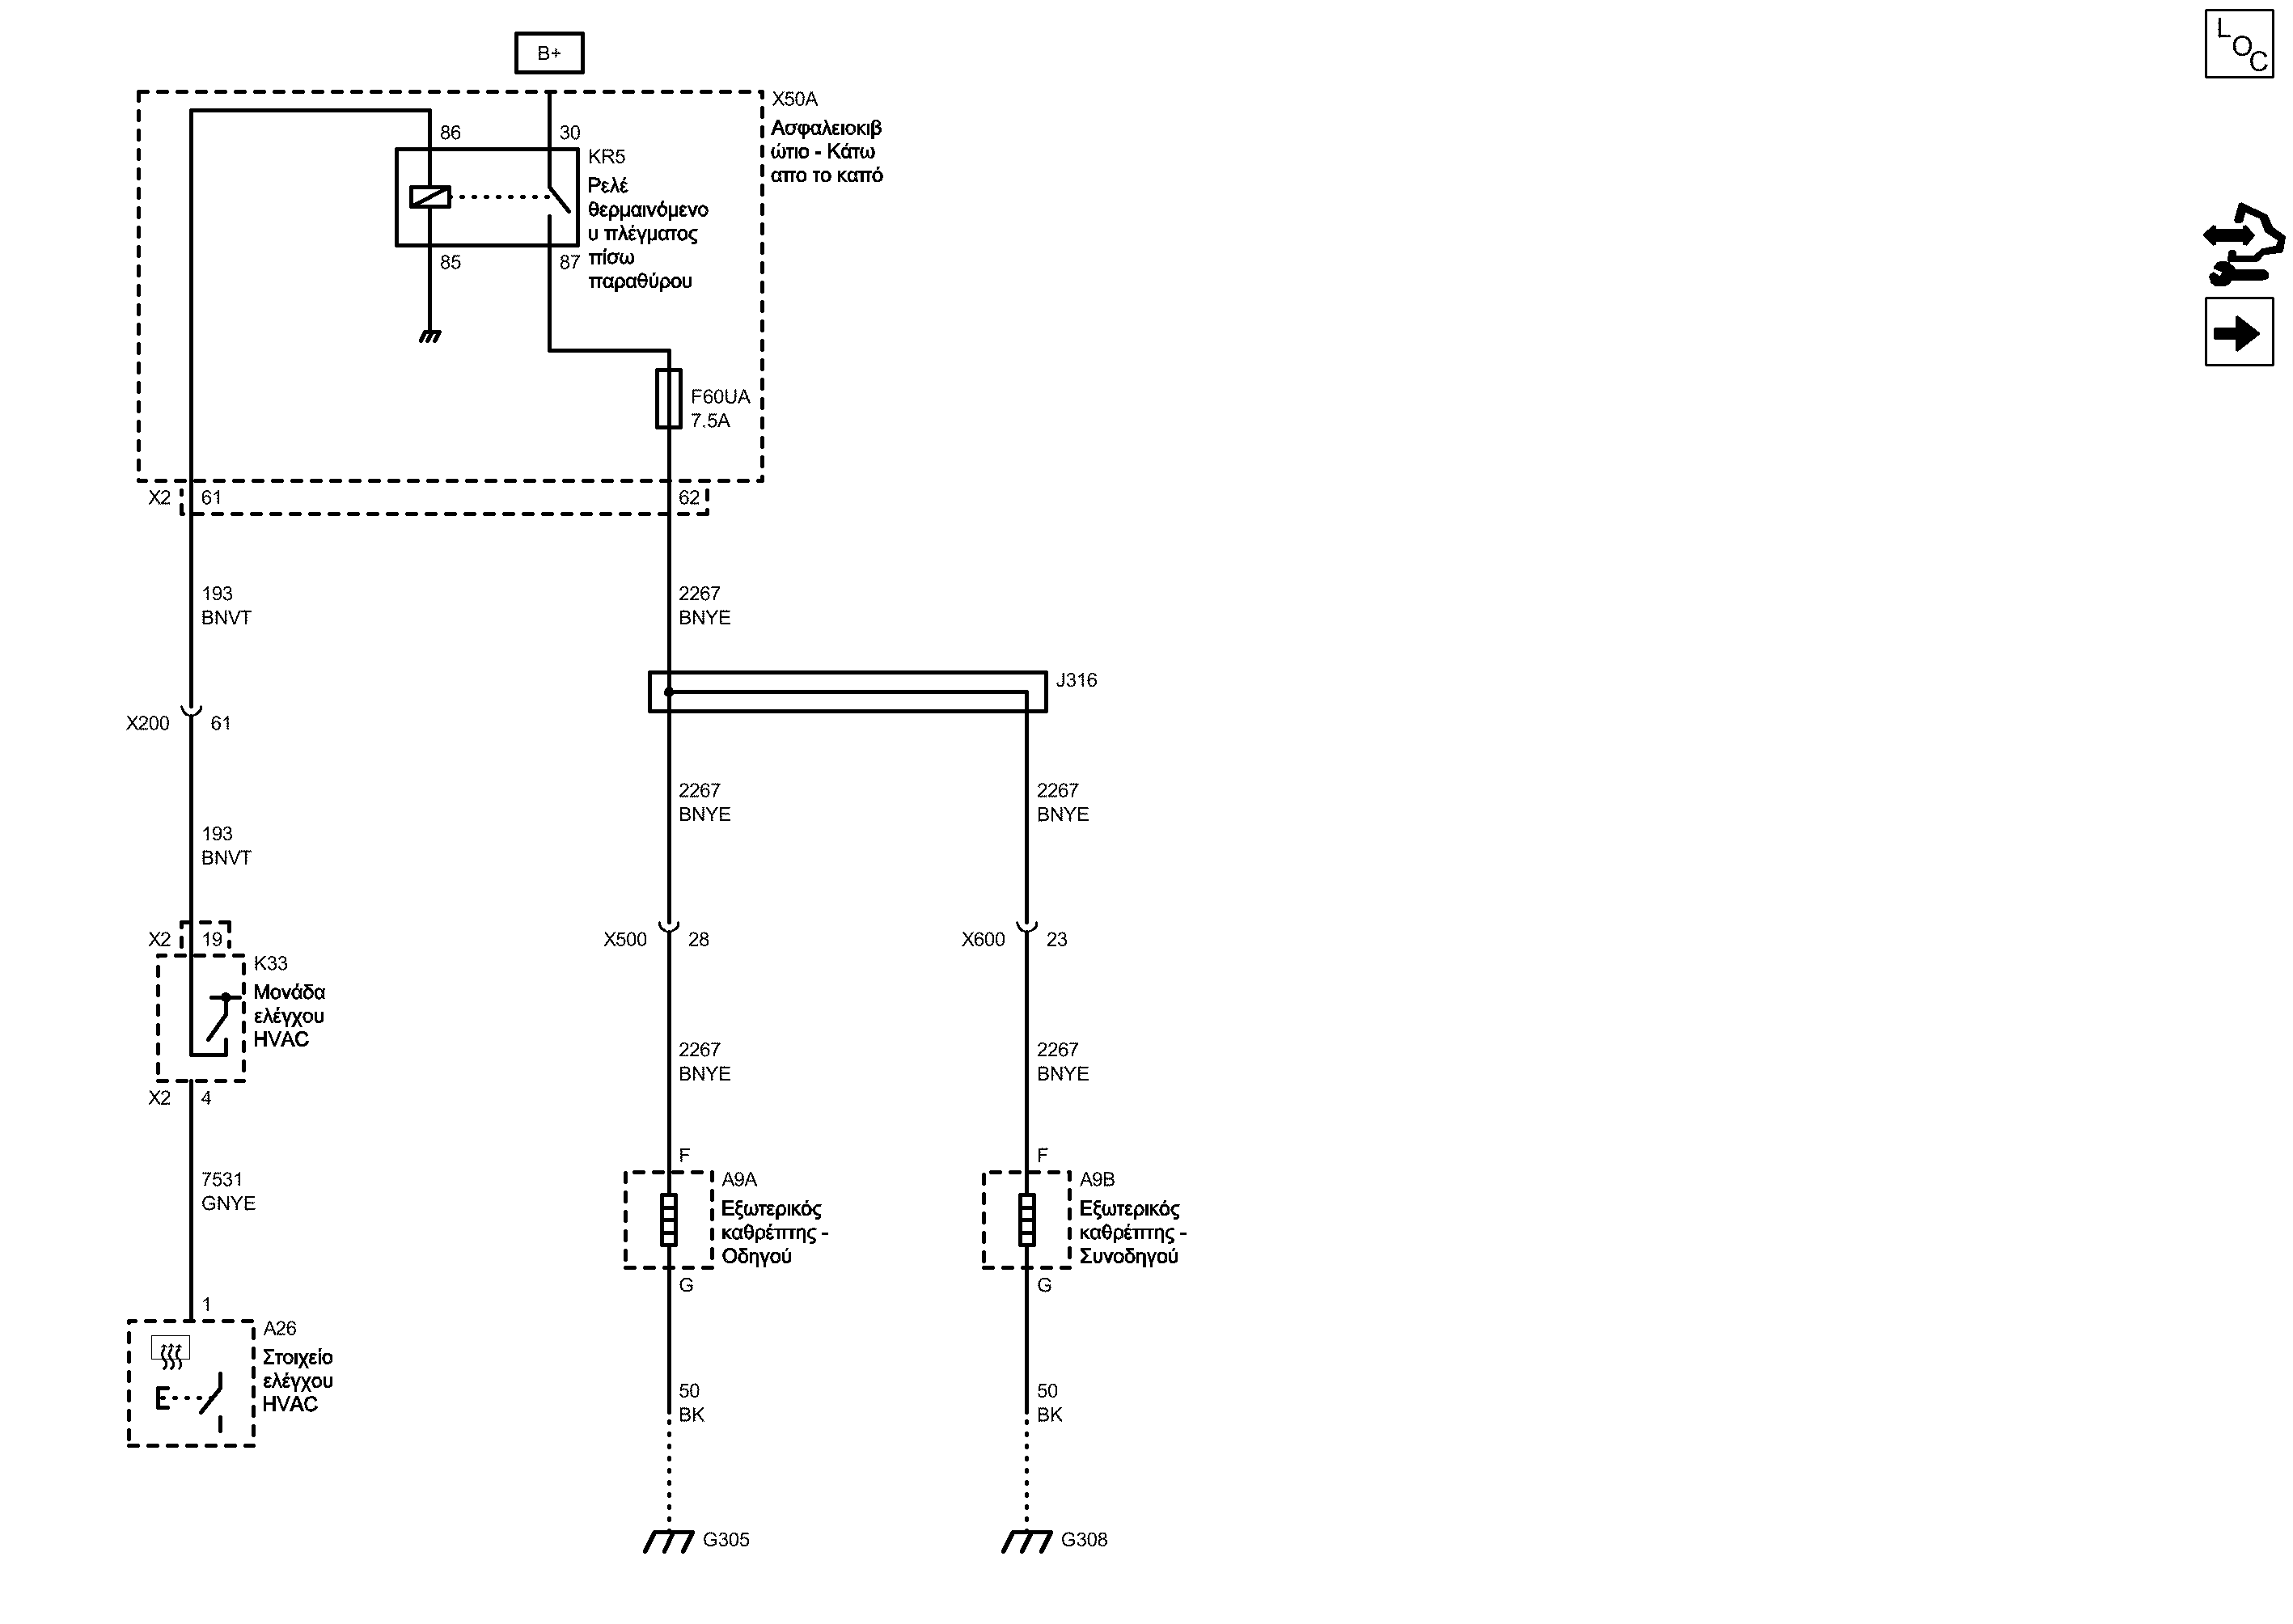 B+
LOC
X50A
Ασφαλειοκιβ
ώτιο - Κάτω
απο το καπό
86
30
KR5
Ρελέ
θερμαινόμενο
υ πλέγματος
πίσω
παραθύρου
85
87
F60UA
7.5A
X2
61
62
193
BNVT
2267
BNYE
J316
X200
61
2267
BNYE
2267
BNYE
193
BNVT
X2
19
X500
28
X600
23
K33
Μονάδα
ελέγχου
HVAC
2267
BNYE
2267
BNYE
X2
4
7531
GNYE
F
F
A9A
Εξωτερικός
καθρέπτης -
Οδηγού
A9B
Εξωτερικός
καθρέπτης -
Συνοδηγού
G
G
1
A26
Στοιχείο
ελέγχου
HVAC
50
BK
50
BK
G305
G308